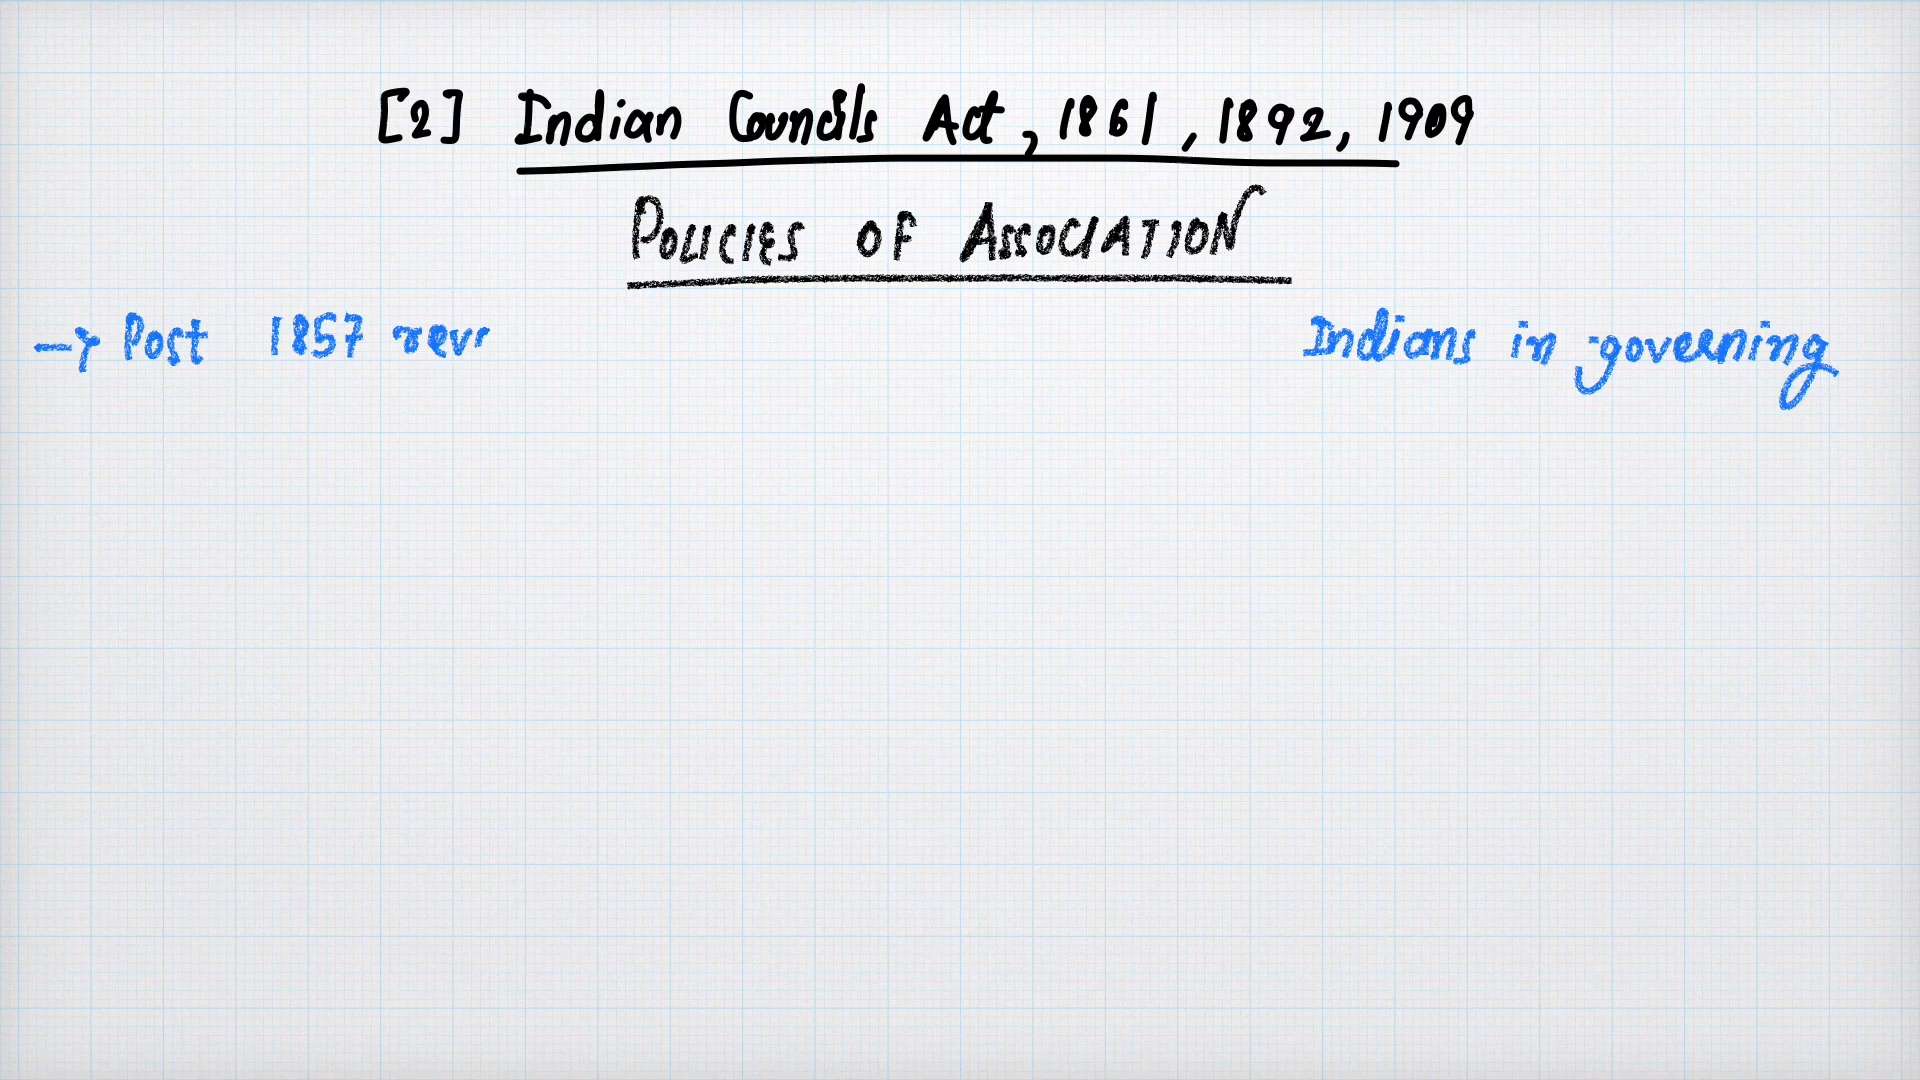 [2] Indian Councils Act, 1861, 1892, 1909
POLICIES OF ASSOCIATION
→ Post 1857 Indians in governing